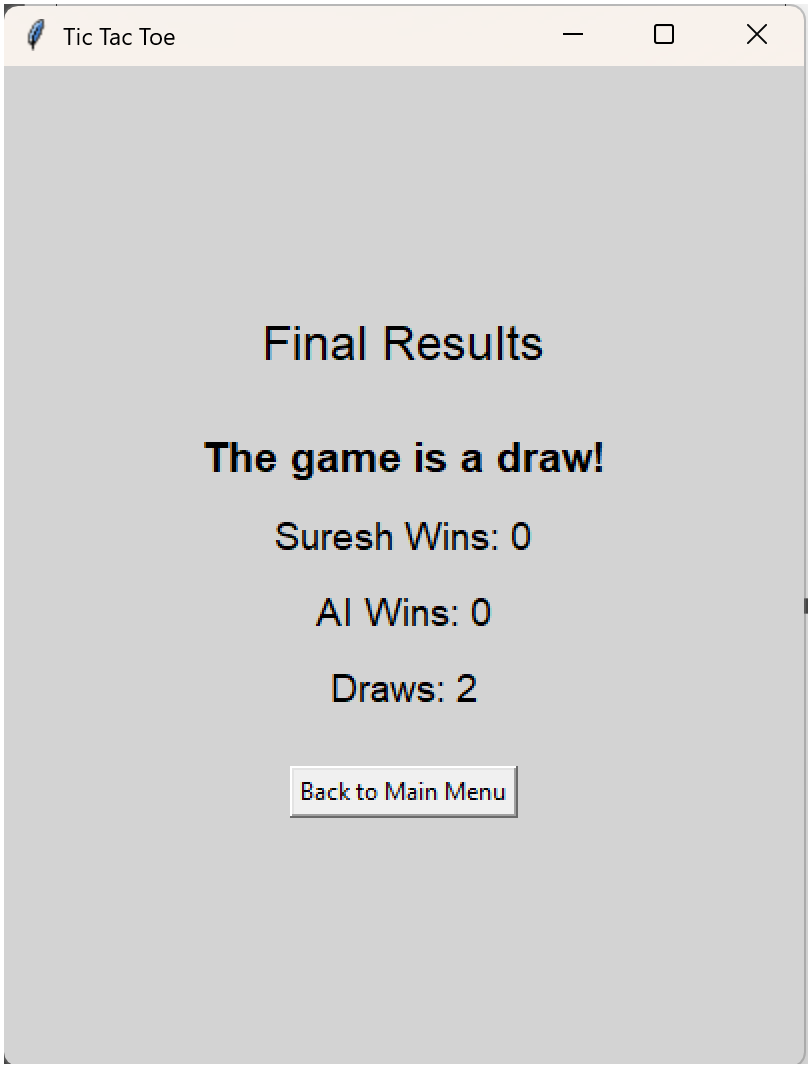 Tic Tac Toe
Final Results
The game is a draw!
Suresh Wins: 0
AI Wins: 0
Draws: 2
Back to Main Menu